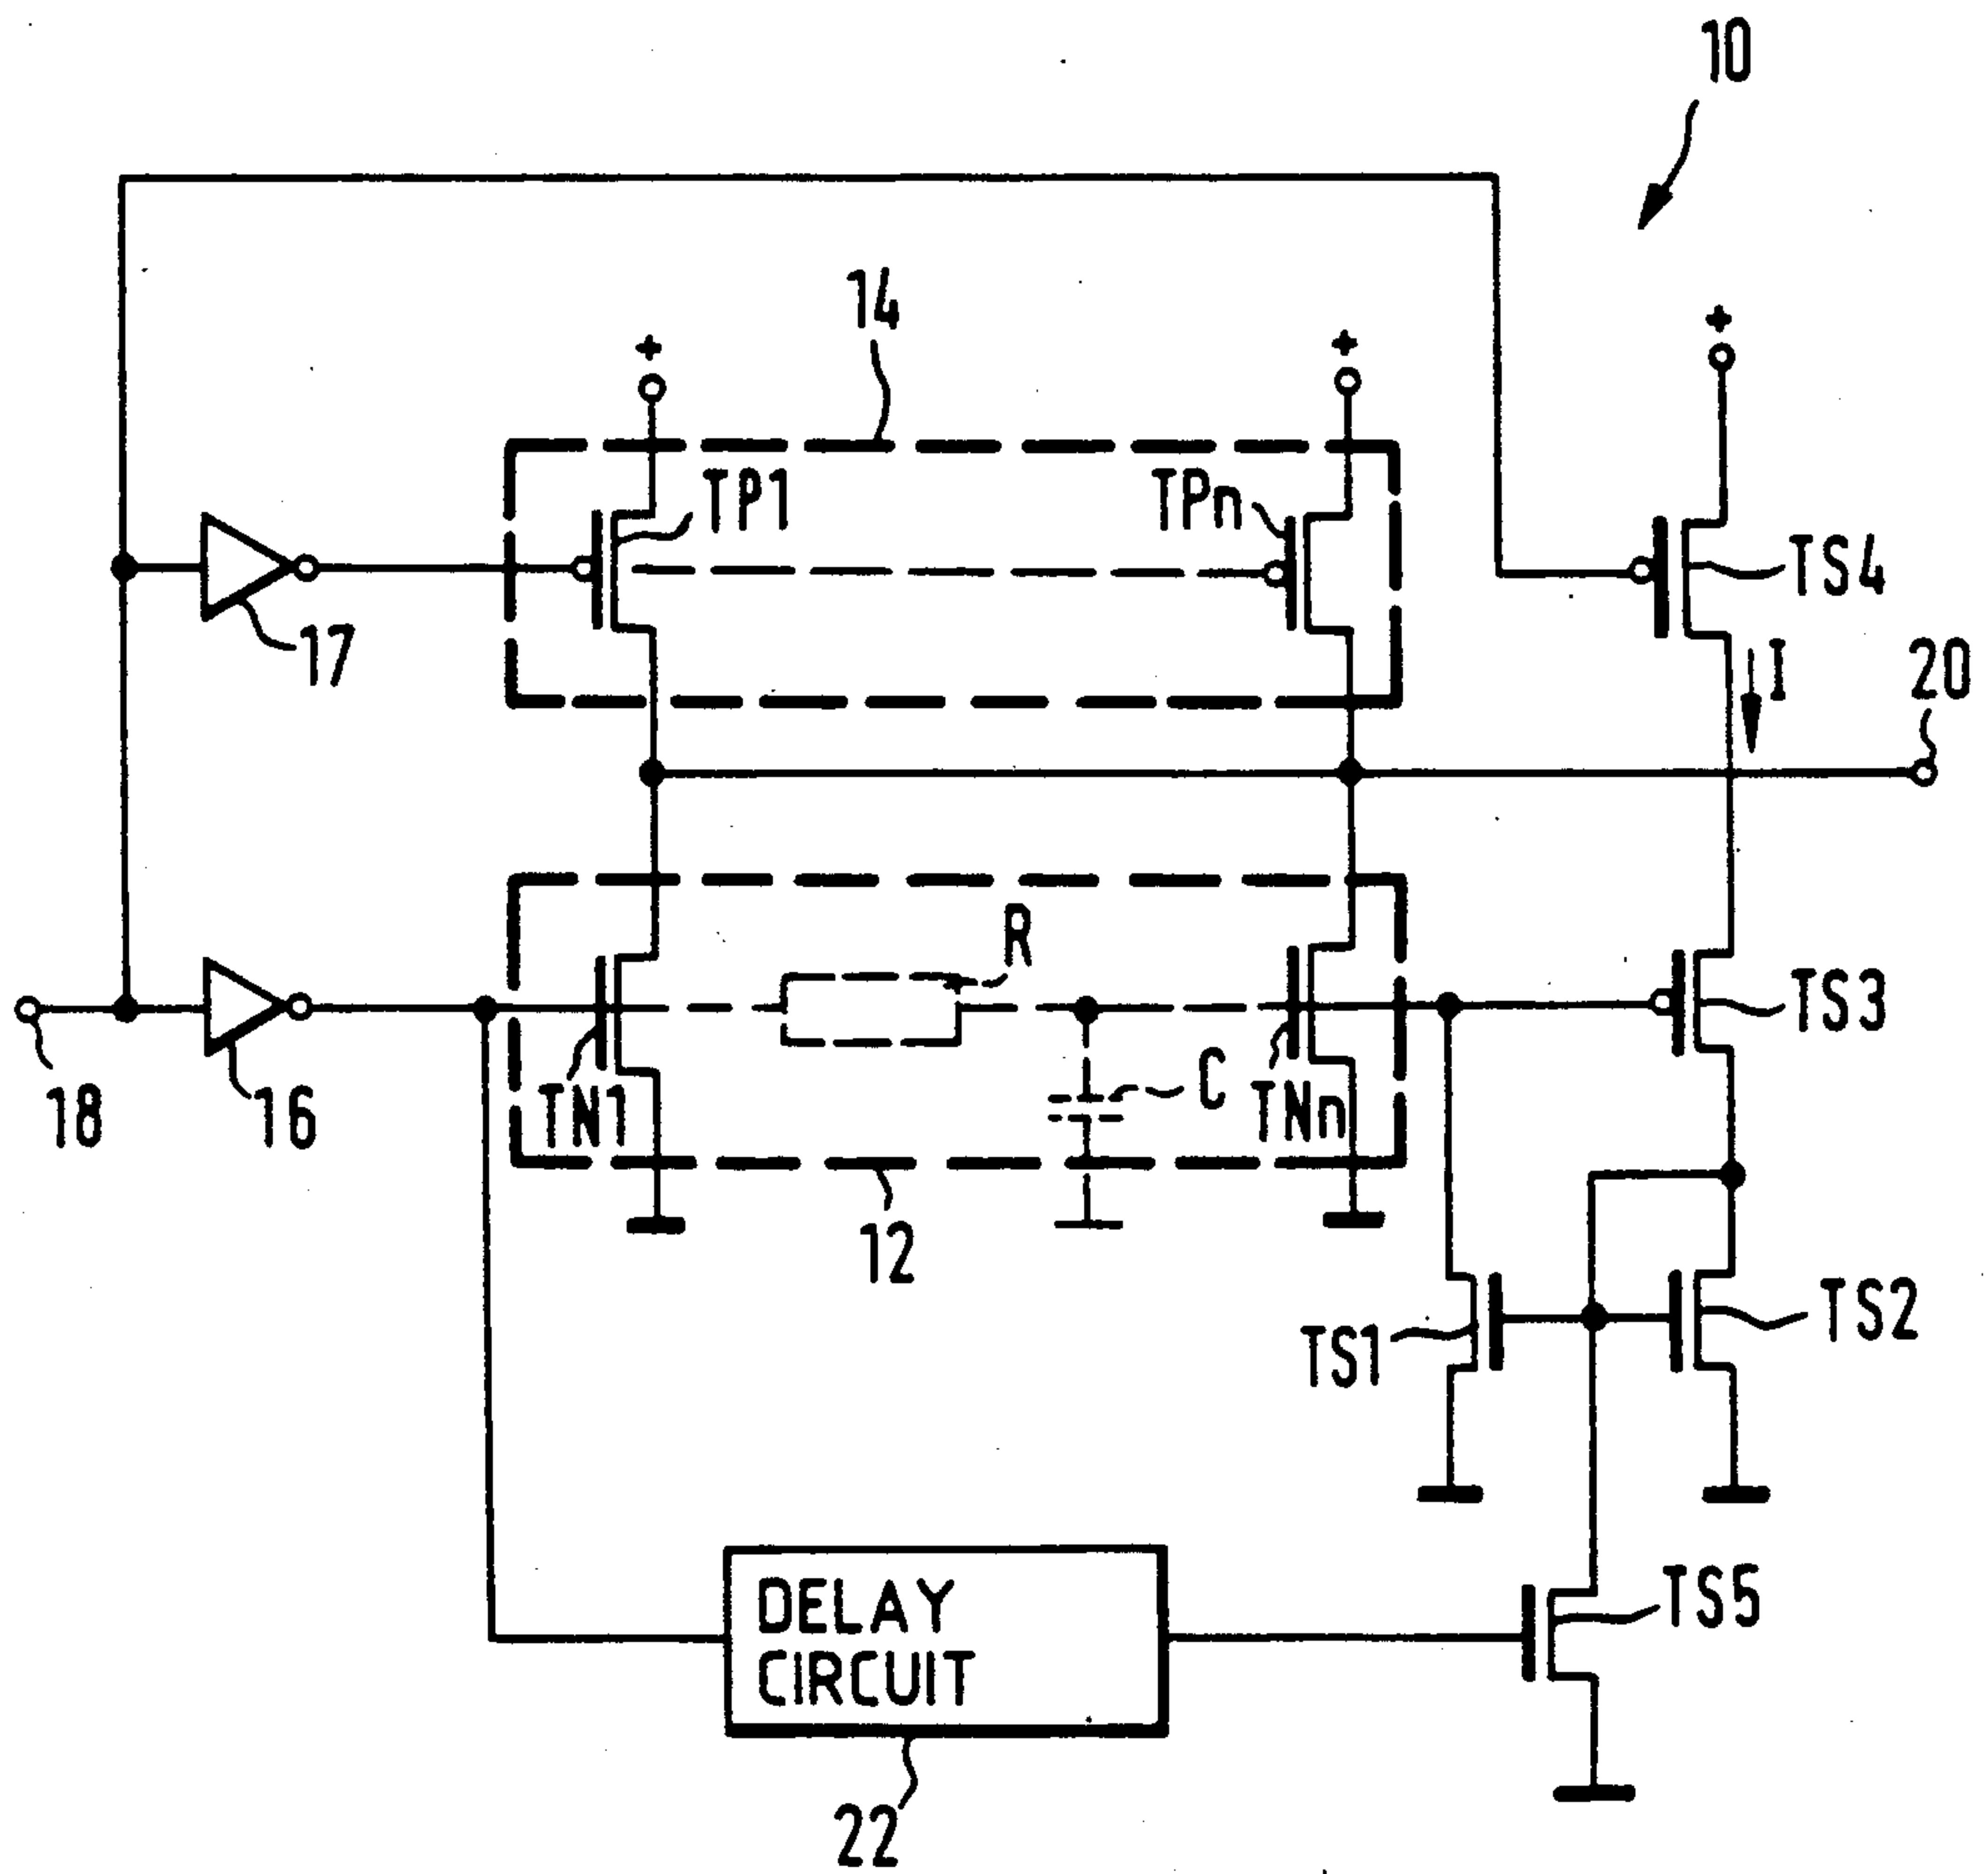 10
14
+
+
+
TP1
TPn
TS4
17
I
20
R
TS3
18
16
TN1
C
TNn
12
TS1
TS2
DELAY
CIRCUIT
TS5
22